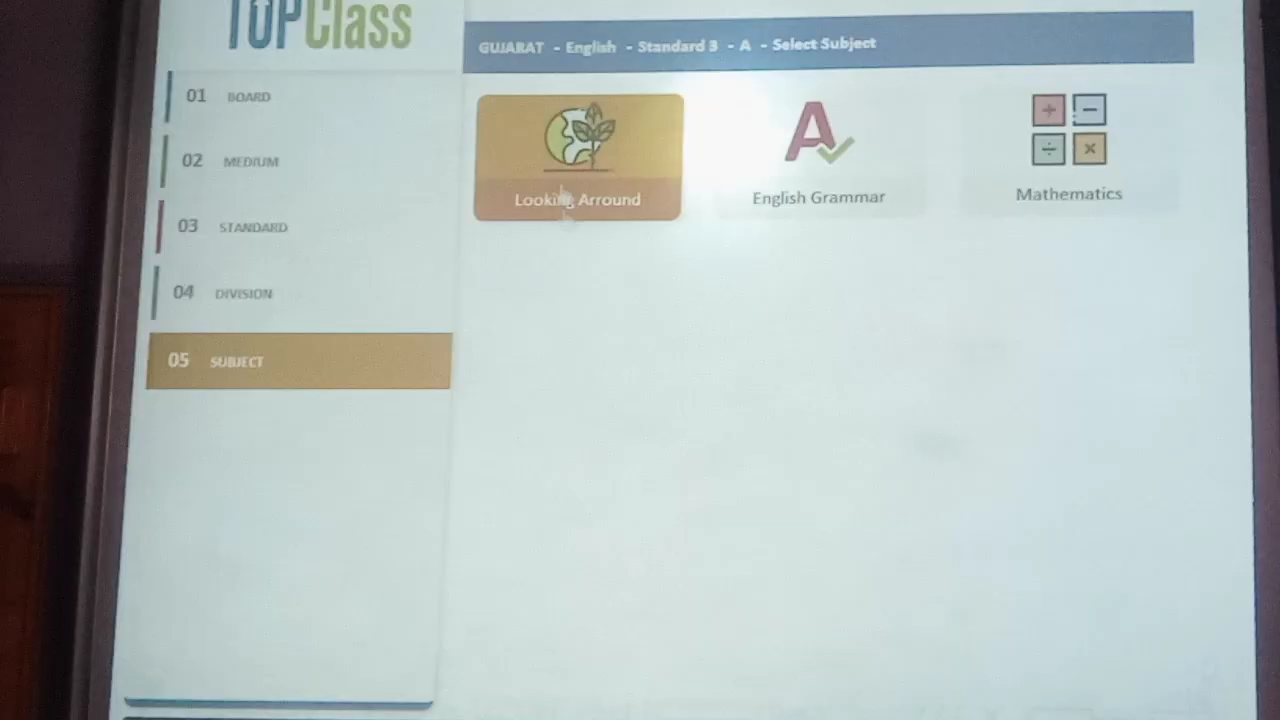 TOPClass
GUJARAT - English - Standard 3 - A - Select Subject
01 BOARD
02 MEDIUM
03 STANDARD
04 DIVISION
05 SUBJECT
Looking Arround
English Grammar
Mathematics